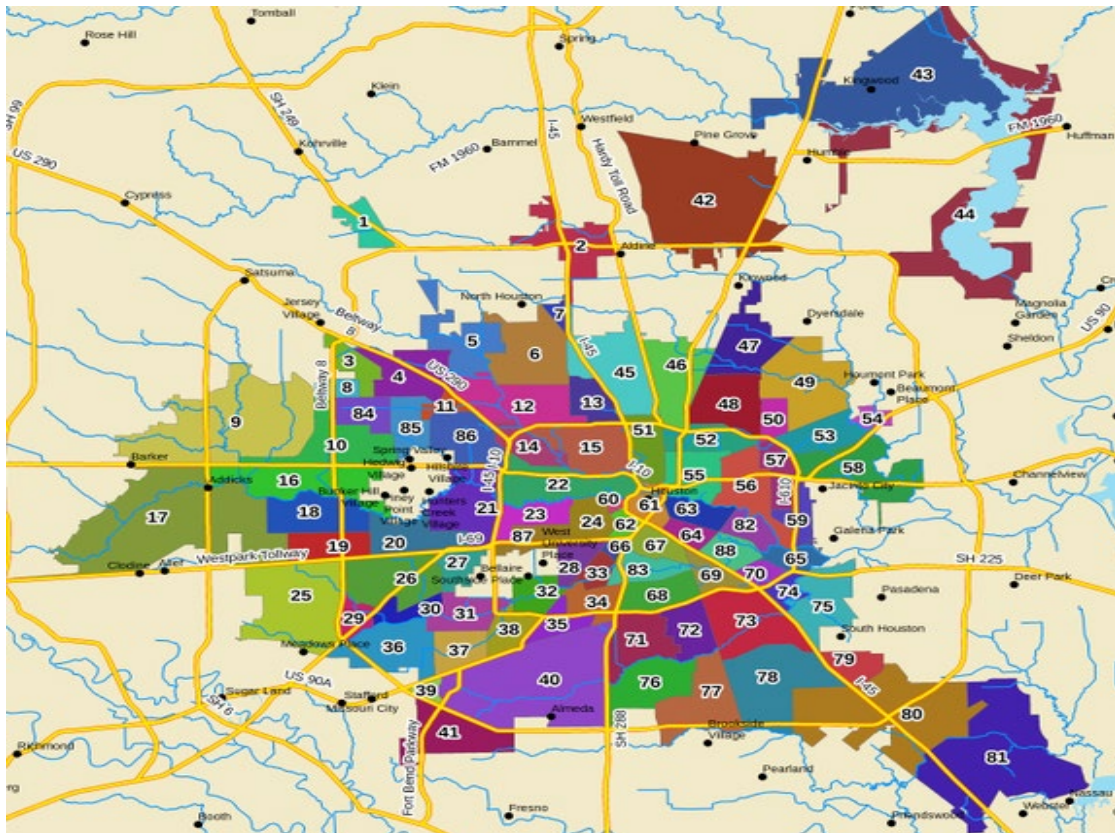 Tomball
Rose Hill
Spring
Klein
Kingwood
43
SH 99
SH 249
I-45
Westfield
Hardy Toll Road
Pine Grove
FM 1960
Huffman
US 290
Kohrville
FM 1960
Bammel
Humble
Cypress
42
1
44
2
Aldine
Satsuma
North Houston
Kinwood
Jersey
Village
Beltway
8
7
Dyersdale
Magnolia
Garden
US 90
Sheldon
5
6
I-45
47
3
4
US-290
45
46
49
Houment Park
Beaumont
Place
8
Beltway 8
84
11
12
13
48
50
54
9
85
86
14
15
51
52
53
10
Spring Valley
Hedwig
Village
Hilshire
Village
I-10
57
58
Barker
Addicks
16
Bunker Hill
Village
Piney
Point
Village
Hunters
Creek
Village
I-45
I-10
22
55
56
I-610
Jacinto City
Channelview
17
18
21
23
24
60
Houston
61
63
82
59
Galena Park
19
20
I-69
87
West
University
Place
62
64
Westpark Tollway
66
67
88
65
SH 225
Clodine
Alief
27
Bellaire
Southside Place
28
33
83
69
70
Deer Park
25
26
32
34
68
74
75
Pasadena
29
30
31
38
35
71
72
73
South Houston
Meadows Place
36
37
79
US 90A
39
40
76
77
78
I-45
Sugar Land
Stafford
Missouri City
SH 6
Almeda
SH 288
Brookside
Village
80
41
Richmond
Fort Bend Parkway
81
Pearland
Nassau
Webster
Fresno
Booth
Friendswood